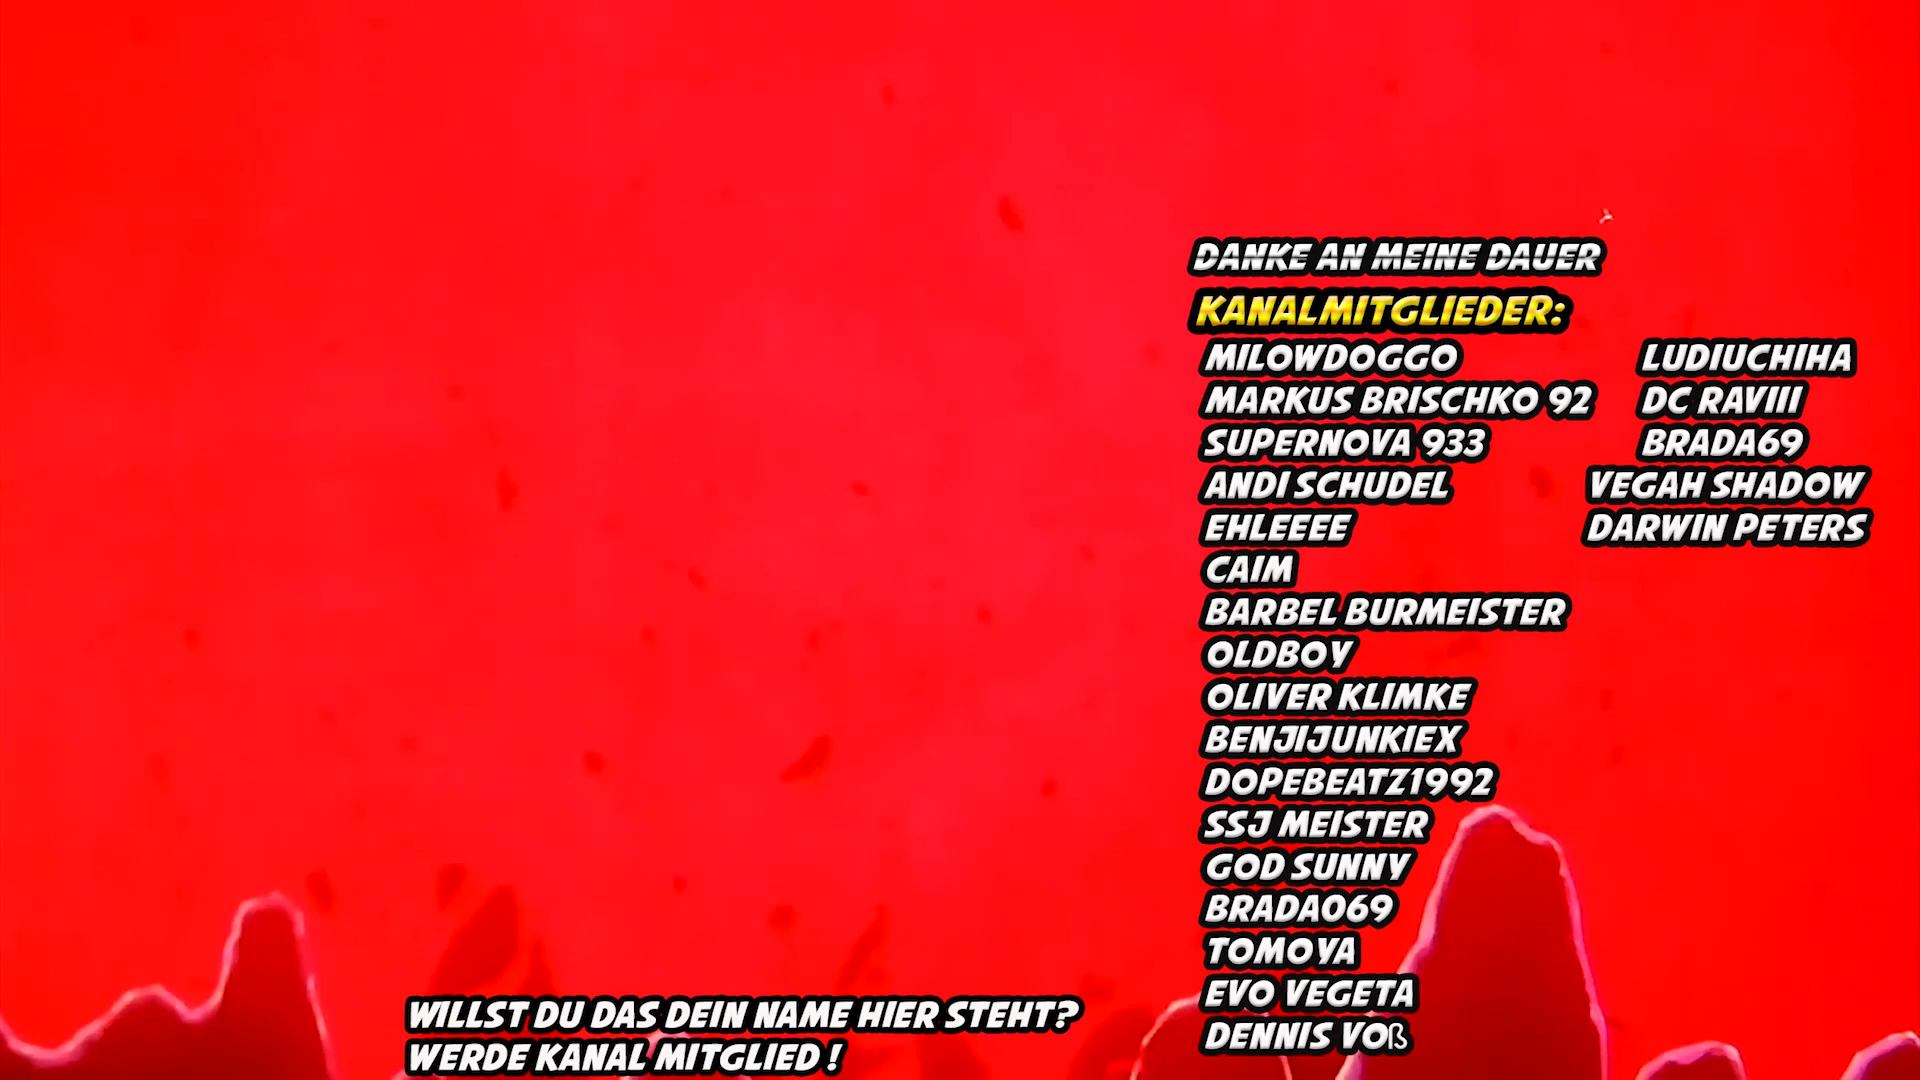 DANKE AN MEINE DAUER
KANALMITGLIEDER:
MILOWDOGGO
MARKUS BRISCHKO 92
SUPERNOVA 933
ANDI SCHUDEL
EHLEEEE
CAIM
BARBEL BURMEISTER
OLDBOY
OLIVER KLIMKE
BENJIJUNKIEX
DOPEBEATZ1992
SSJ MEISTER
GOD SUNNY
BRADAO69
TOMOYA
EVO VEGETA
DENNIS VOß
LUDIUCHIHA
DC RAVIII
BRADA69
VEGAH SHADOW
DARWIN PETERS
WILLST DU DAS DEIN NAME HIER STEHT?
WERDE KANAL MITGLIED !